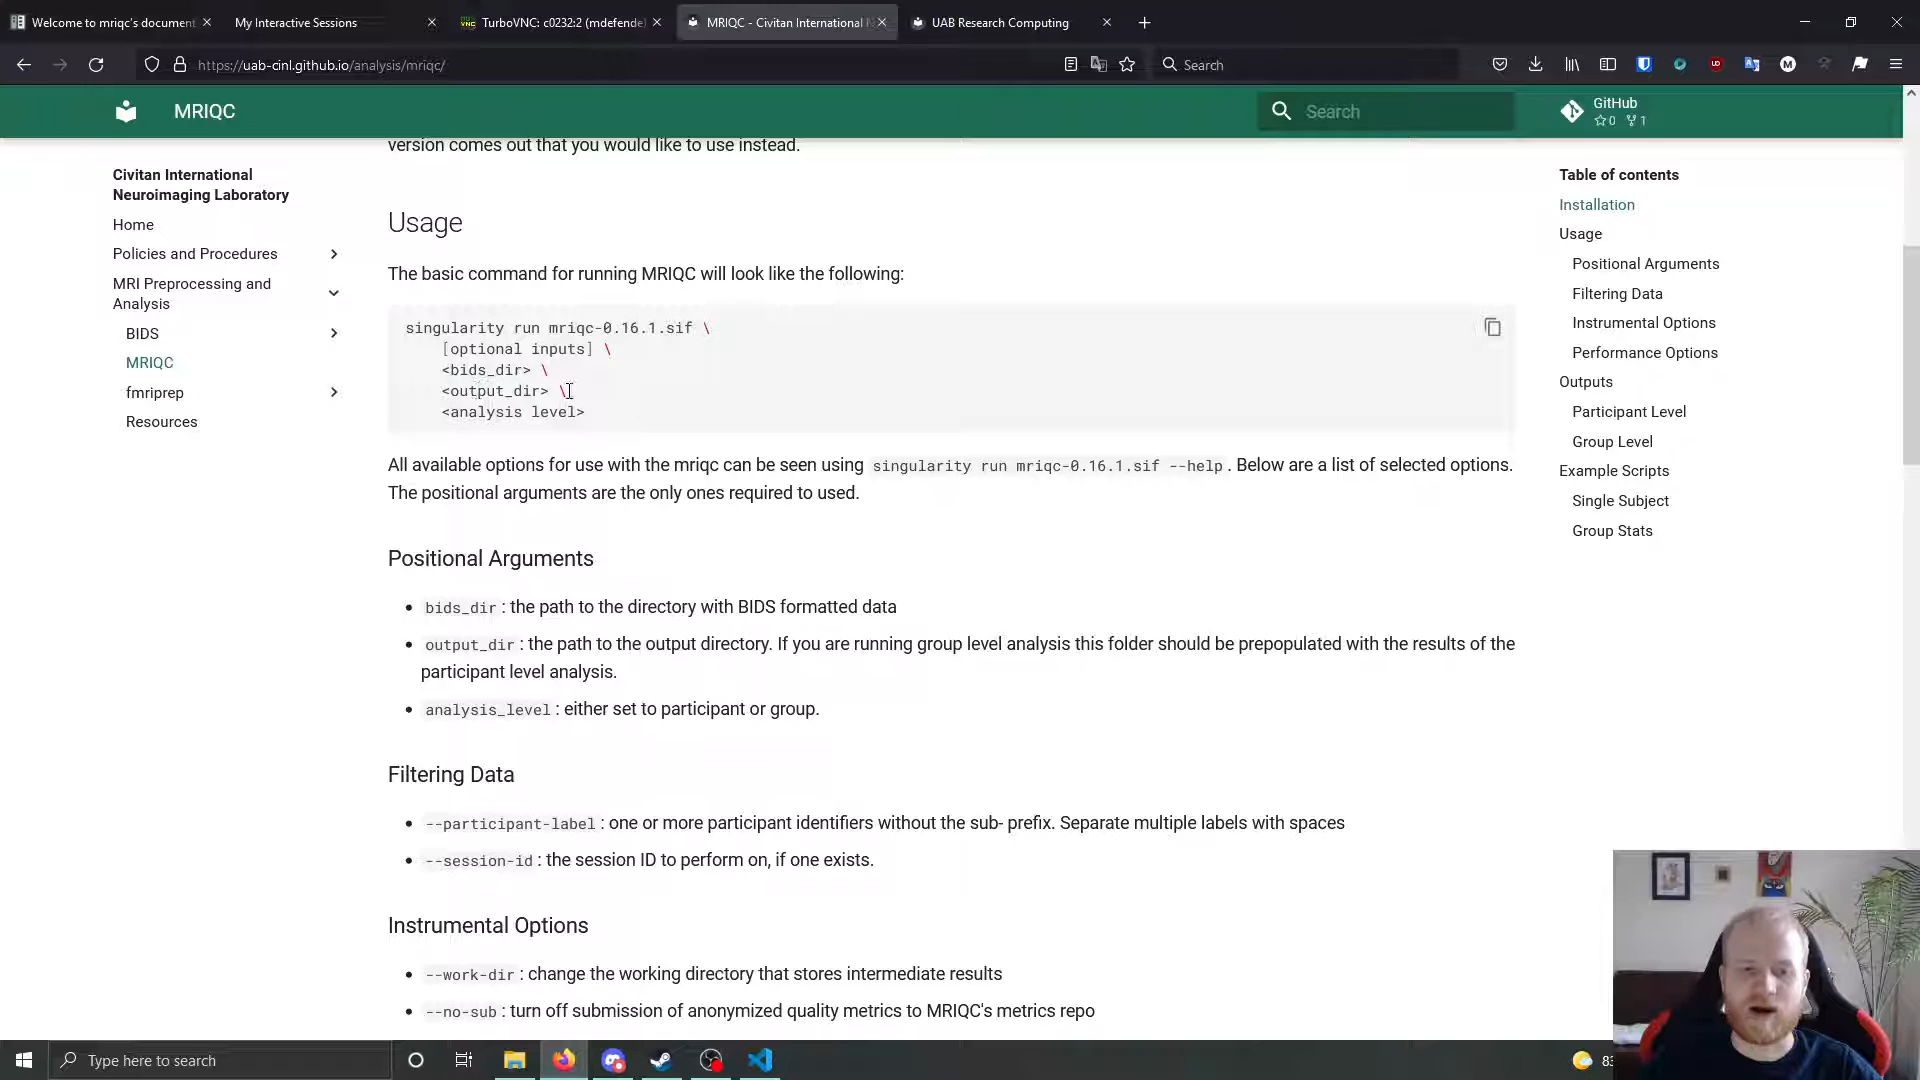 Welcome to mriqc's document
My Interactive Sessions
TurboVNC: c0232:2 (mdefende
MRIQC - Civitan International
UAB Research Computing
https://uab-cinl.github.io/analysis/mriqc/
Search
MRIQC
Search
GitHub
0 1
version comes out that you would like to use instead.
Civitan International
Neuroimaging Laboratory
Home
Policies and Procedures
MRI Preprocessing and
Analysis
BIDS
MRIQC
fmriprep
Resources
Usage
The basic command for running MRIQC will look like the following:
singularity run mriqc-0.16.1.sif \
[optional inputs] \
<bids_dir> \
<output_dir> \
<analysis level>
All available options for use with the mriqc can be seen using singularity run mriqc-0.16.1.sif --help . Below are a list of selected options.
The positional arguments are the only ones required to used.
Positional Arguments
• bids_dir : the path to the directory with BIDS formatted data
• output_dir : the path to the output directory. If you are running group level analysis this folder should be prepopulated with the results of the
participant level analysis.
• analysis_level : either set to participant or group.
Filtering Data
• --participant-label : one or more participant identifiers without the sub- prefix. Separate multiple labels with spaces
• --session-id : the session ID to perform on, if one exists.
Instrumental Options
• --work-dir : change the working directory that stores intermediate results
• --no-sub : turn off submission of anonymized quality metrics to MRIQC's metrics repo
Table of contents
Installation
Usage
Positional Arguments
Filtering Data
Instrumental Options
Performance Options
Outputs
Participant Level
Group Level
Example Scripts
Single Subject
Group Stats
Type here to search